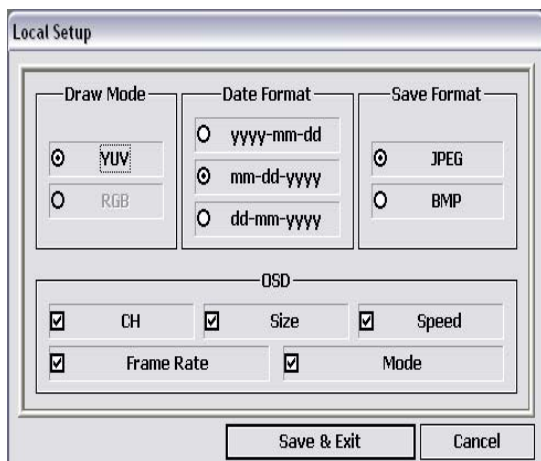 Local Setup
Draw Mode
YUV
RGB
Date Format
yyyy-mm-dd
mm-dd-yyyy
dd-mm-yyyy
Save Format
JPEG
BMP
OSD
CH Size Speed
Frame Rate Mode
Save & Exit Cancel